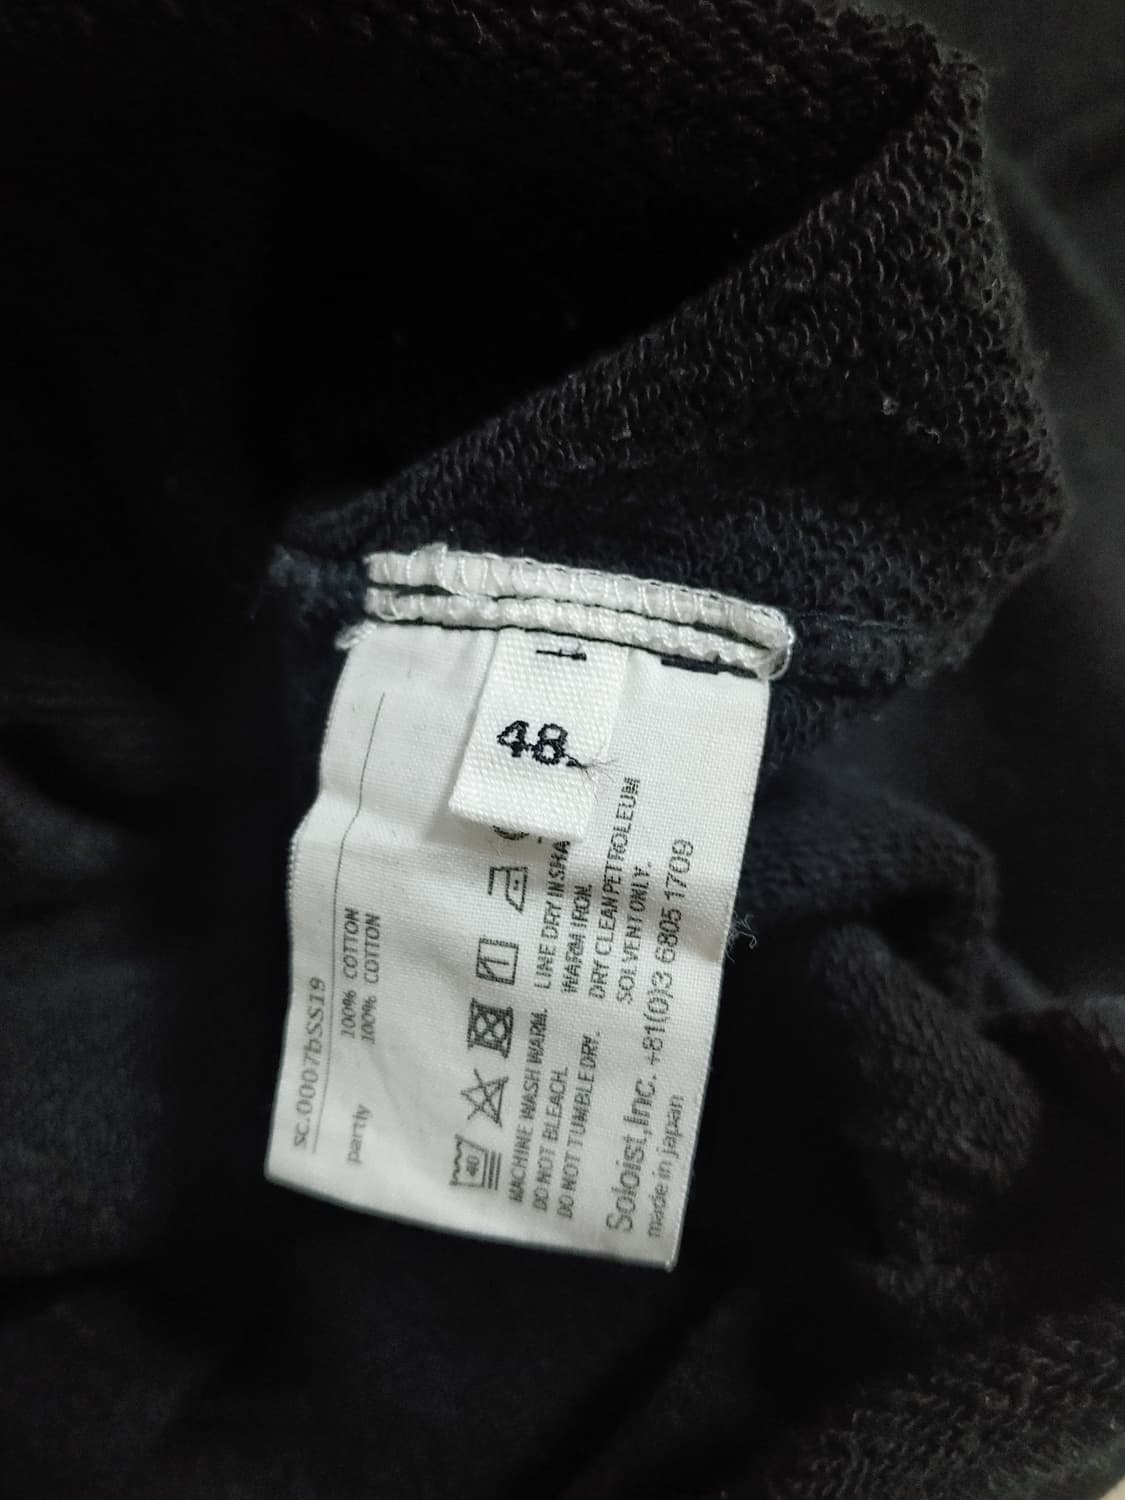 48.
sc.0007bSS19
100% COTTON
partly 100% COTTON
40
MACHINE WASH WARM.
DO NOT BLEACH.
DO NOT TUMBLE DRY.
LINE DRY IN SHA
WARM IRON.
DRY CLEAN PETROLEUM
SOLVENT ONLY.
Soloist,Inc. +81(0)3 6805 1709
made in japan